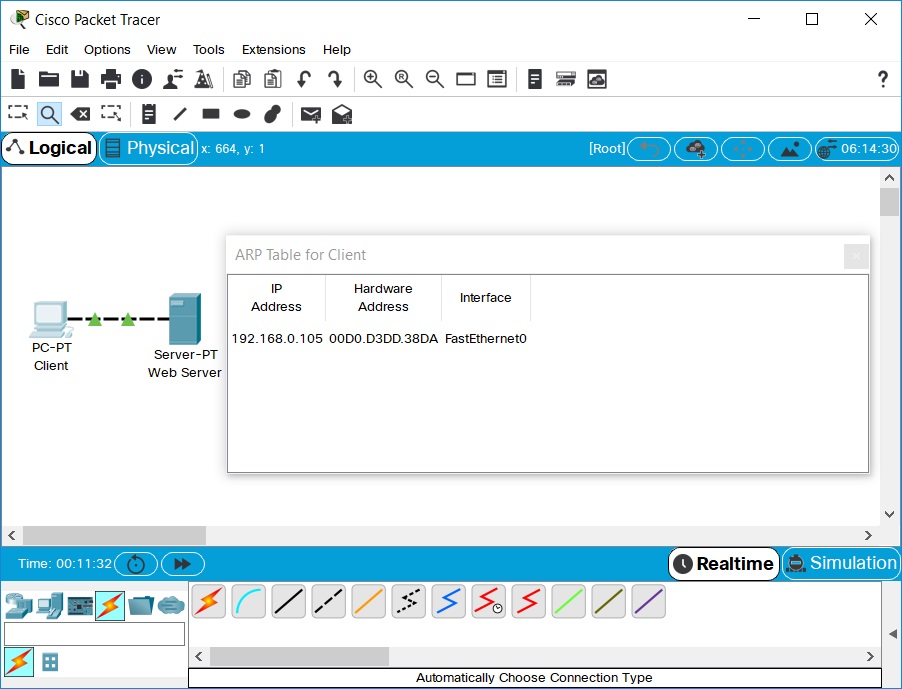 Cisco Packet Tracer
File Edit Options View Tools Extensions Help
Logical Physical x: 664, y: 1 [Root] 06:14:30
ARP Table for Client
IP Address Hardware Address Interface
192.168.0.105 00D0.D3DD.38DA FastEthernet0
PC-PT
Client
Server-PT
Web Server
Time: 00:11:32 Realtime Simulation
Automatically Choose Connection Type